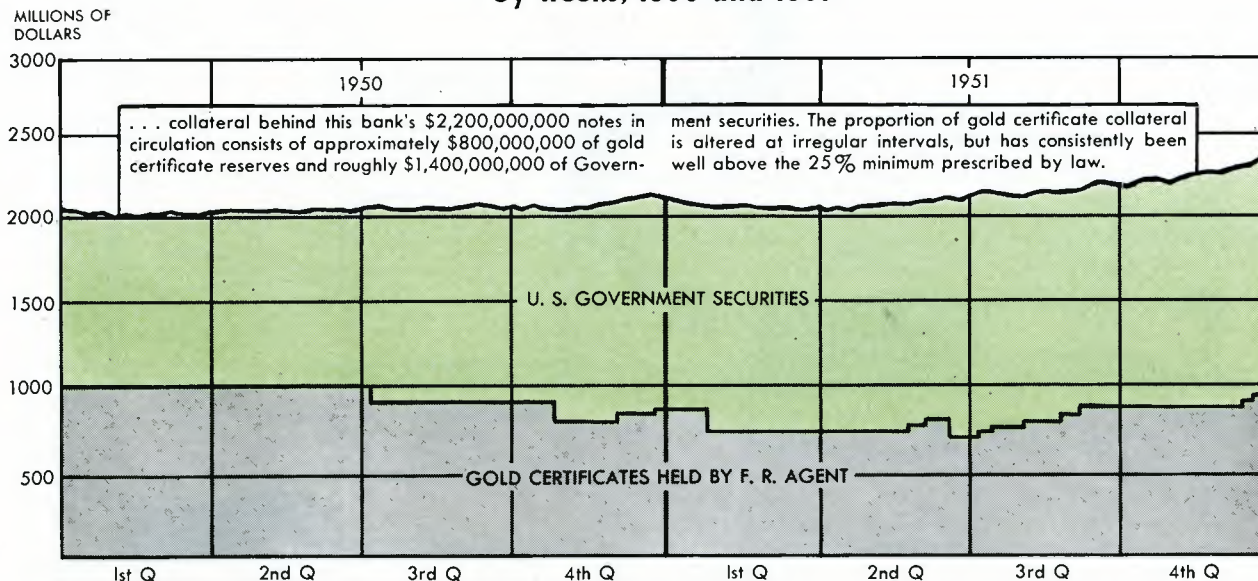 MILLIONS OF
DOLLARS
3000
2500
2000
1500
1000
500
1950
1951
. . . collateral behind this bank's $2,200,000,000 notes in
circulation consists of approximately $800,000,000 of gold
certificate reserves and roughly $1,400,000,000 of Govern-
ment securities. The proportion of gold certificate collateral
is altered at irregular intervals, but has consistently been
well above the 25% minimum prescribed by law.
U. S. GOVERNMENT SECURITIES
GOLD CERTIFICATES HELD BY F. R. AGENT
1st Q 2nd Q 3rd Q 4th Q 1st Q 2nd Q 3rd Q 4th Q